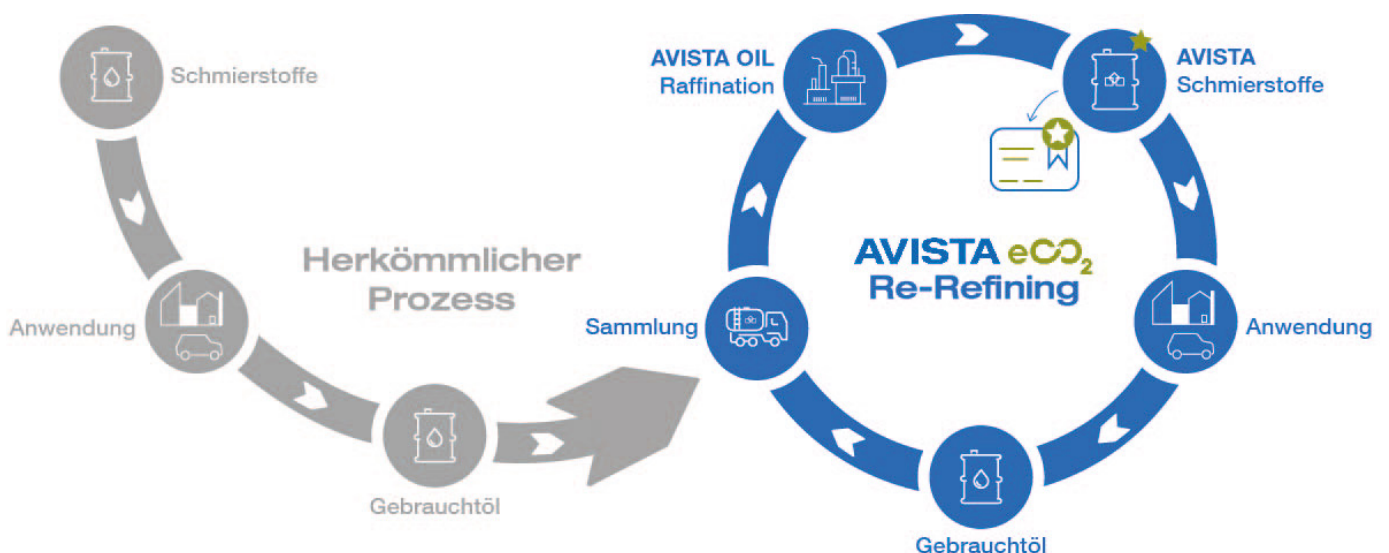 Schmierstoffe
Herkömmlicher
Prozess
Anwendung
Gebrauchtöl
AVISTA OIL
Raffination
AVISTA
Schmierstoffe
AVISTA eCO₂
Re-Refining
Sammlung
Anwendung
Gebrauchtöl